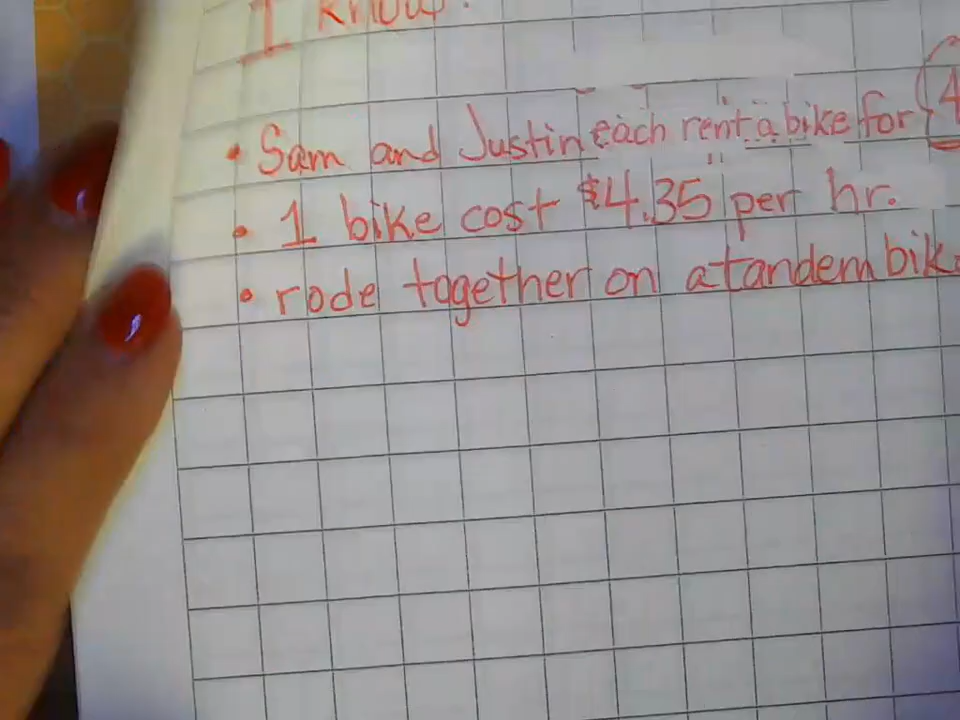 I know:
• Sam and Justin each rent a bike for (4
• 1 bike cost $4.35 per hr.
• rode together on a tandem bik